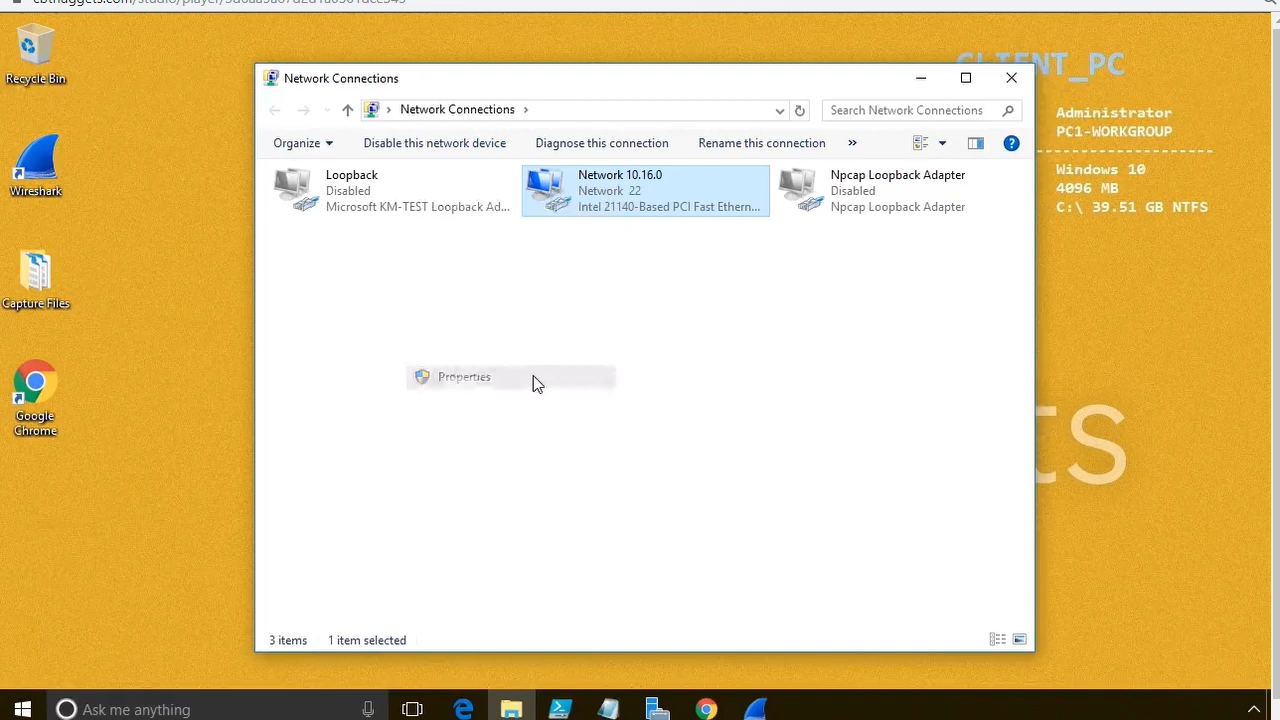 Recycle Bin
Wireshark
Capture Files
Google
Chrome
CLIENT_PC
Administrator
PC1-WORKGROUP
Windows 10
4096 MB
C:\ 39.51 GB NTFS
ts
Network Connections
Network Connections
Search Network Connections
Organize
Disable this network device
Diagnose this connection
Rename this connection
»
Loopback
Disabled
Microsoft KM-TEST Loopback Ad...
Network 10.16.0
Network 22
Intel 21140-Based PCI Fast Ethern...
Npcap Loopback Adapter
Disabled
Npcap Loopback Adapter
Properties
3 items
1 item selected
Ask me anything